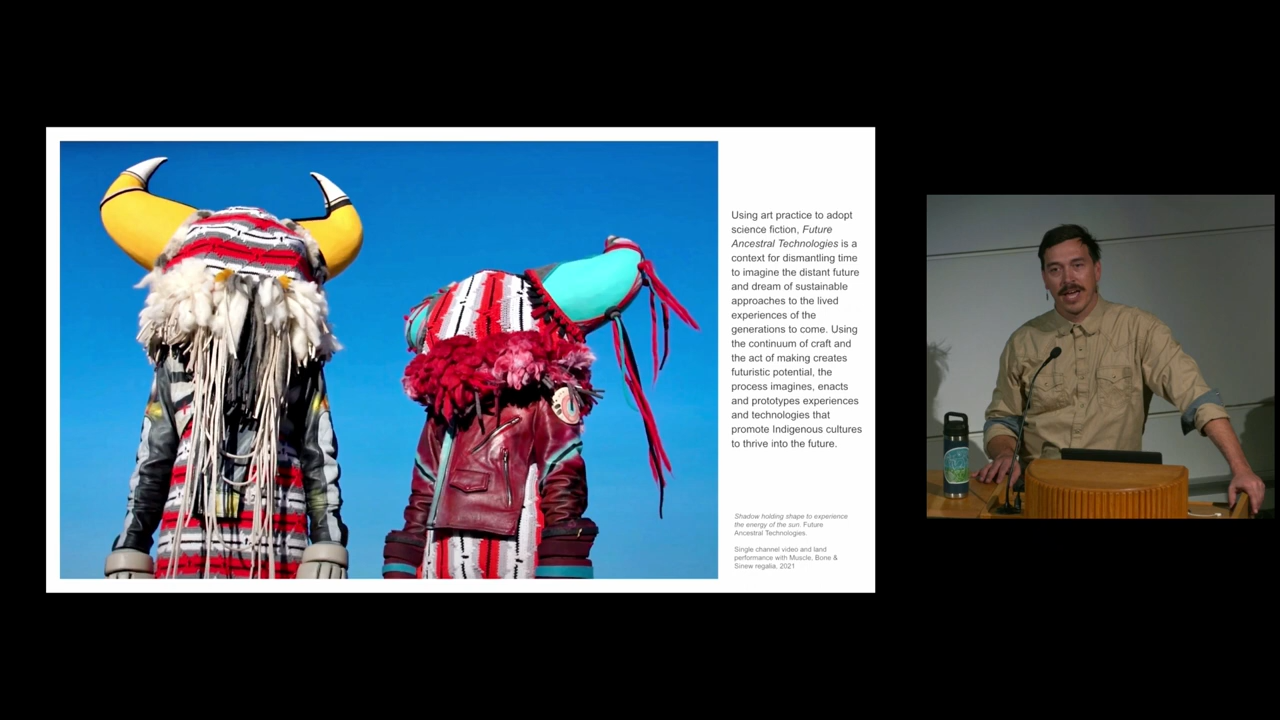 Using art practice to adopt
science fiction, Future
Ancestral Technologies is a
context for dismantling time
to imagine the distant future
and dream of sustainable
approaches to the lived
experiences of the
generations to come. Using
the continuum of craft and
the act of making creates
futuristic potential, the
process imagines, enacts
and prototypes experiences
and technologies that
promote Indigenous cultures
to thrive into the future.
Shadow holding shape to experience
the energy of the sun. Future
Ancestral Technologies.
Single channel video and land
performance with Muscle, Bone &
Sinew regalia, 2021